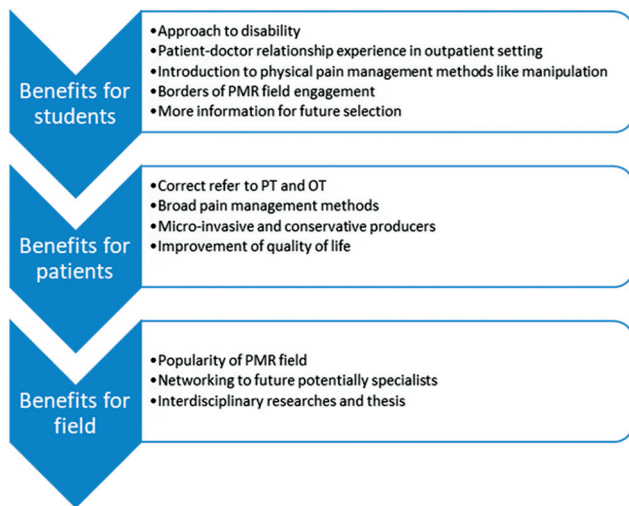 Benefits for
students
•Approach to disability
•Patient-doctor relationship experience in outpatient setting
•Introduction to physical pain management methods like manipulation
•Borders of PMR field engagement
•More information for future selection
Benefits for
patients
•Correct refer to PT and OT
•Broad pain management methods
•Micro-invasive and conservative producers
•Improvement of quality of life
Benefits for
field
•Popularity of PMR field
•Networking to future potentially specialists
•Interdisciplinary researches and thesis